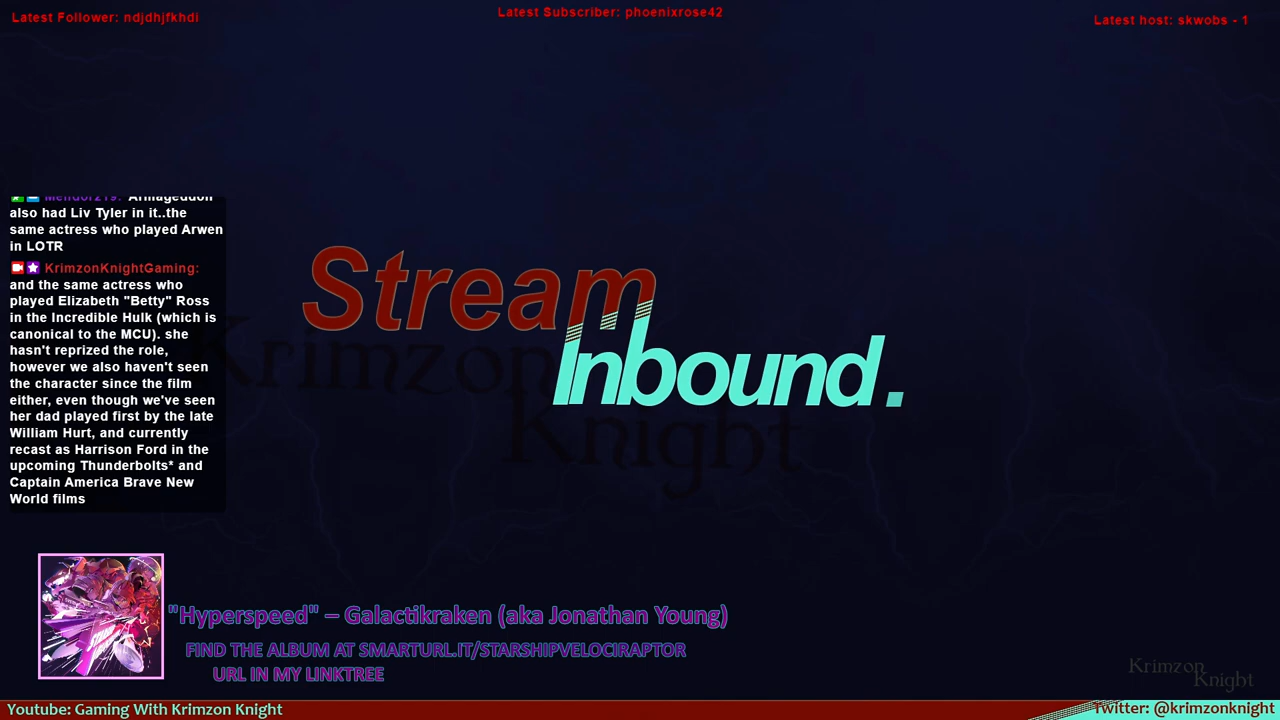 Latest Follower: ndjdhjfkhdi
Latest Subscriber: phoenixrose42
Latest host: skwobs - 1
Mendor219: Armageddon
also had Liv Tyler in it..the
same actress who played Arwen
in LOTR
KrimzonKnightGaming:
and the same actress who
played Elizabeth "Betty" Ross
in the Incredible Hulk (which is
canonical to the MCU). she
hasn't reprized the role,
however we also haven't seen
the character since the film
either, even though we've seen
her dad played first by the late
William Hurt, and currently
recast as Harrison Ford in the
upcoming Thunderbolts* and
Captain America Brave New
World films
Stream
Inbound.
Krimzon
Knight
"Hyperspeed" – Galactikraken (aka Jonathan Young)
FIND THE ALBUM AT SMARTURL.IT/STARSHIPVELOCIRAPTOR
URL IN MY LINKTREE
Krimzon
Knight
Youtube: Gaming With Krimzon Knight
Twitter: @krimzonknight